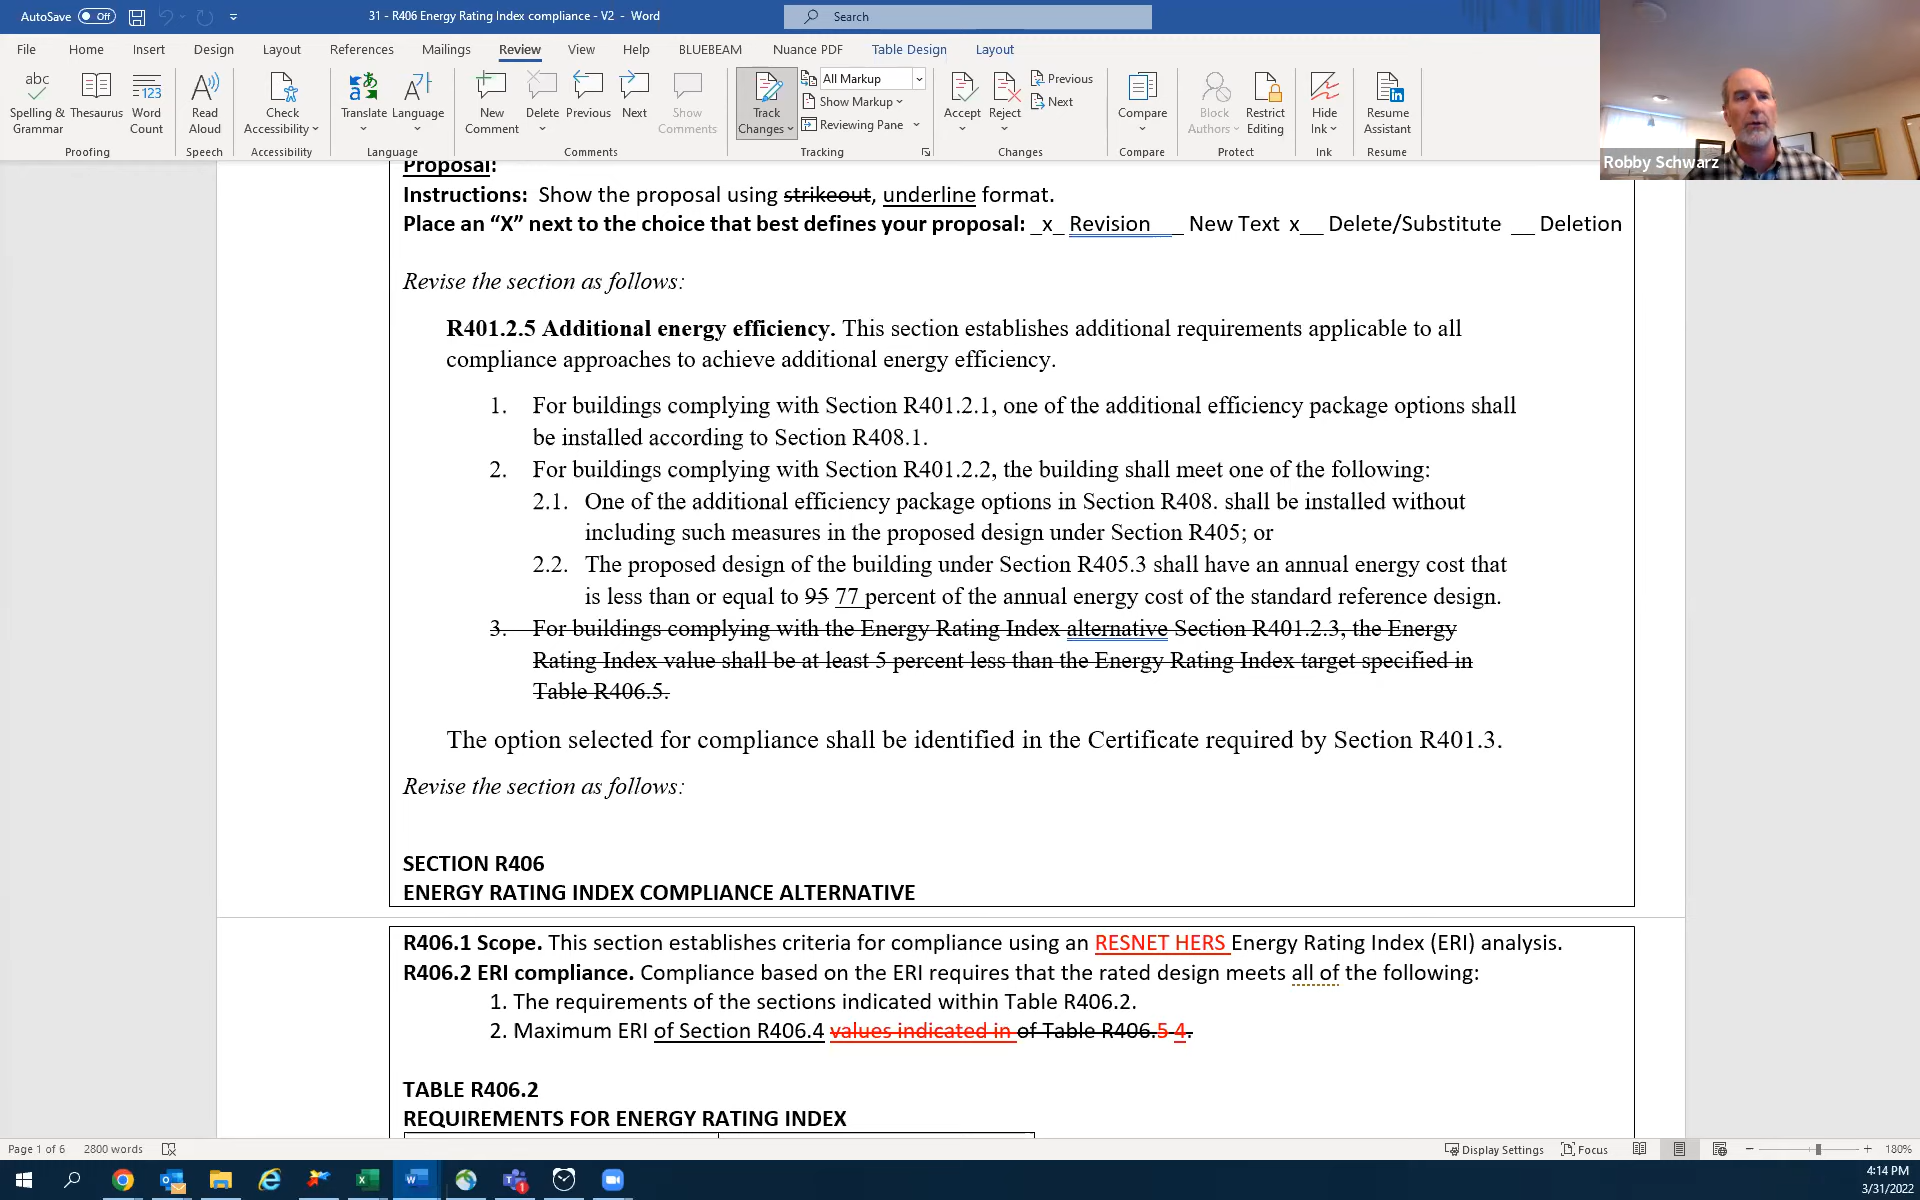 AutoSave Off 31 - R406 Energy Rating Index compliance - V2 - Word Search
File Home Insert Design Layout References Mailings Review View Help BLUEBEAM Nuance PDF Table Design Layout
abc Spelling & Grammar
Thesaurus
123 Word Count
Proofing
Read Aloud
Speech
Check Accessibility
Accessibility
Translate
Language
Language
New Comment
Delete
Previous
Next
Show Comments
Comments
Track Changes
All Markup
Show Markup
Reviewing Pane
Tracking
Accept
Reject
Previous
Next
Changes
Compare
Compare
Block Authors
Restrict Editing
Protect
Hide Ink
Ink
Resume Assistant
Resume
Robby Schwarz
Proposal:
Instructions: Show the proposal using strikeout, underline format.
Place an “X” next to the choice that best defines your proposal: _x_ Revision __ New Text x__ Delete/Substitute __ Deletion
Revise the section as follows:
R401.2.5 Additional energy efficiency. This section establishes additional requirements applicable to all
compliance approaches to achieve additional energy efficiency.
1. For buildings complying with Section R401.2.1, one of the additional efficiency package options shall
be installed according to Section R408.1.
2. For buildings complying with Section R401.2.2, the building shall meet one of the following:
2.1. One of the additional efficiency package options in Section R408. shall be installed without
including such measures in the proposed design under Section R405; or
2.2. The proposed design of the building under Section R405.3 shall have an annual energy cost that
is less than or equal to 95 77 percent of the annual energy cost of the standard reference design.
3. For buildings complying with the Energy Rating Index alternative Section R401.2.3, the Energy
Rating Index value shall be at least 5 percent less than the Energy Rating Index target specified in
Table R406.5.
The option selected for compliance shall be identified in the Certificate required by Section R401.3.
Revise the section as follows:
SECTION R406
ENERGY RATING INDEX COMPLIANCE ALTERNATIVE
R406.1 Scope. This section establishes criteria for compliance using an RESNET HERS Energy Rating Index (ERI) analysis.
R406.2 ERI compliance. Compliance based on the ERI requires that the rated design meets all of the following:
1. The requirements of the sections indicated within Table R406.2.
2. Maximum ERI of Section R406.4 values indicated in of Table R406.5 4.
TABLE R406.2
REQUIREMENTS FOR ENERGY RATING INDEX
Page 1 of 6 2800 words Display Settings Focus 180%
4:14 PM
3/31/2022